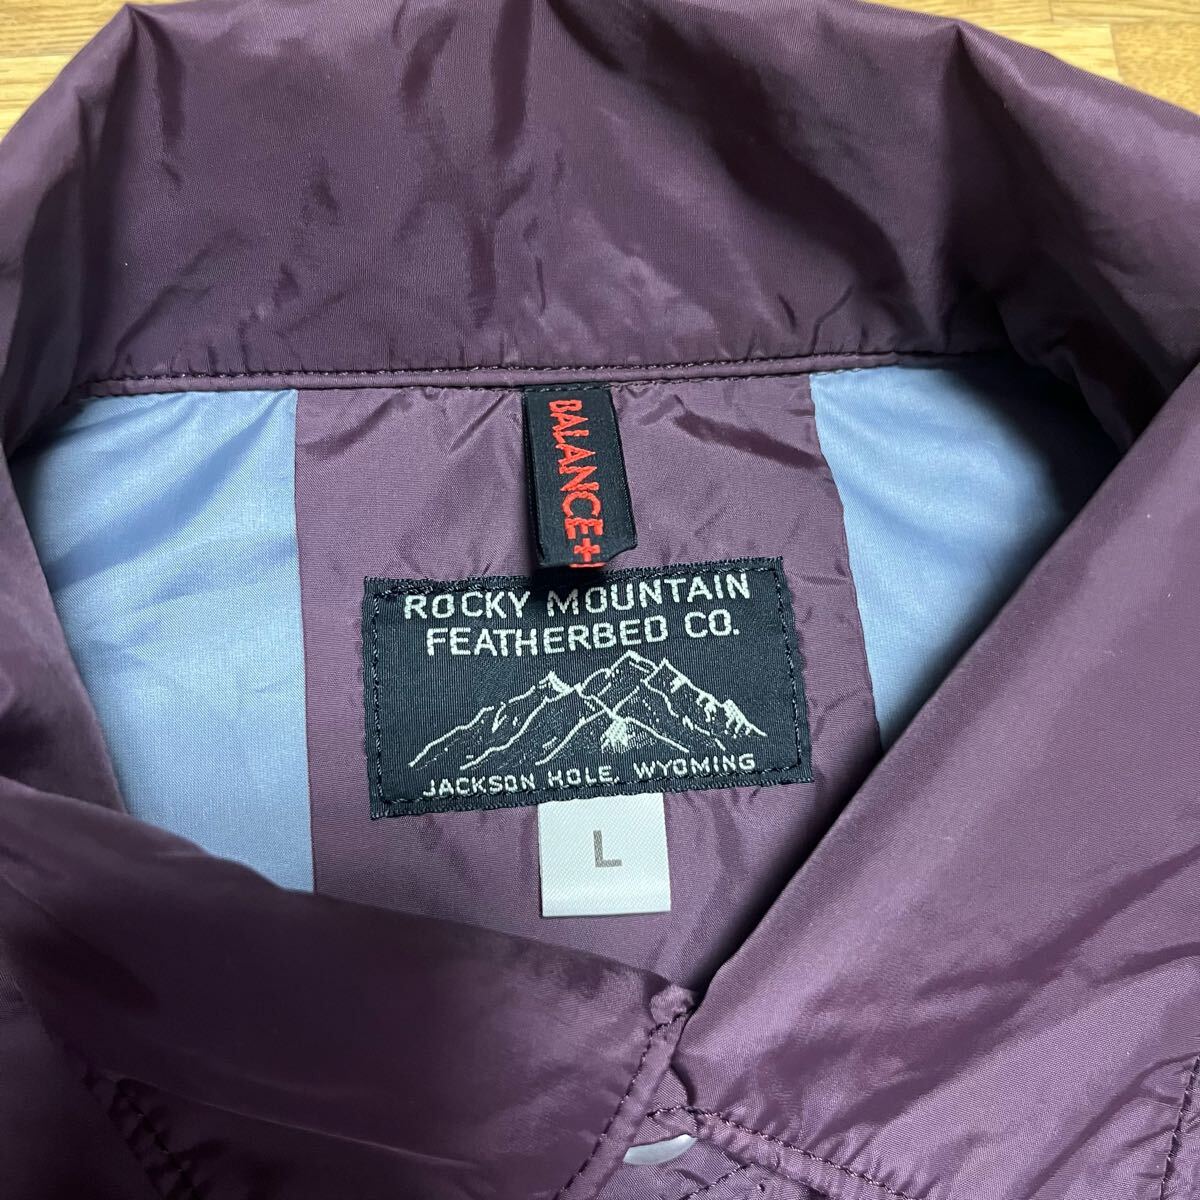 BALANCE+
ROCKY MOUNTAIN
FEATHERBED CO.
JACKSON HOLE, WYOMING
L